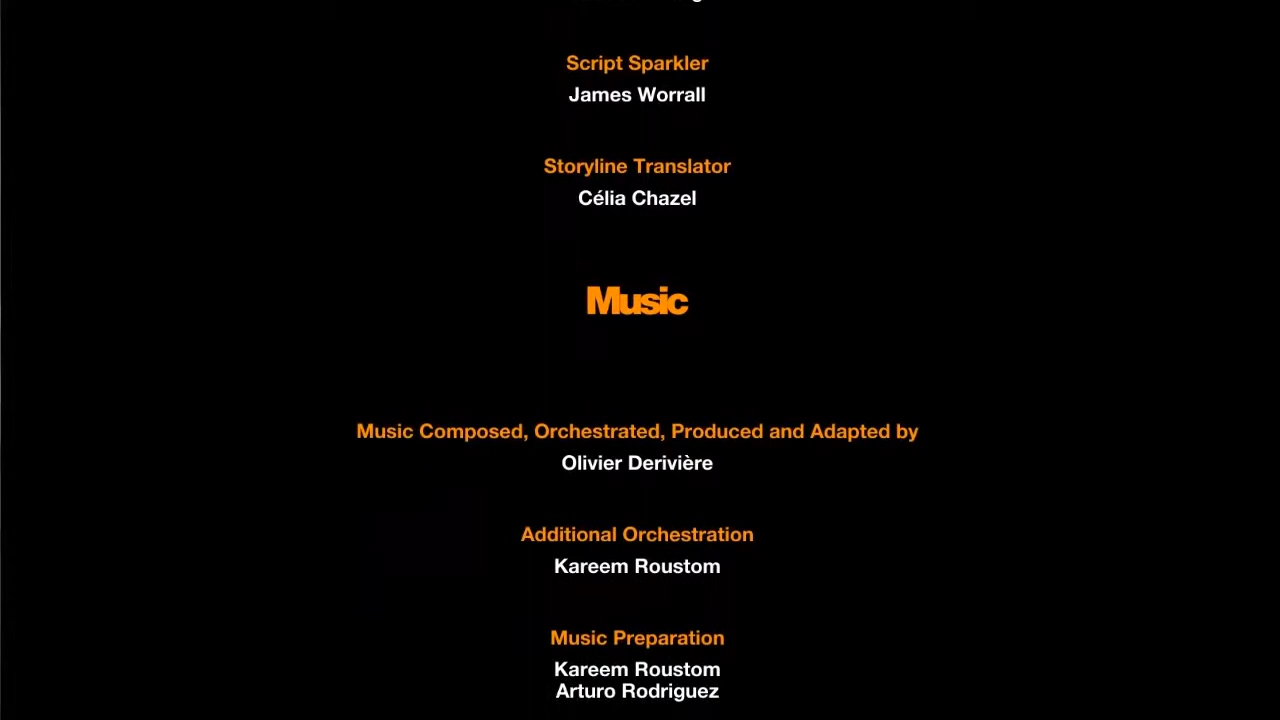 Script Sparkler
James Worrall
Storyline Translator
Célia Chazel
Music
Music Composed, Orchestrated, Produced and Adapted by
Olivier Derivière
Additional Orchestration
Kareem Roustom
Music Preparation
Kareem Roustom
Arturo Rodriguez